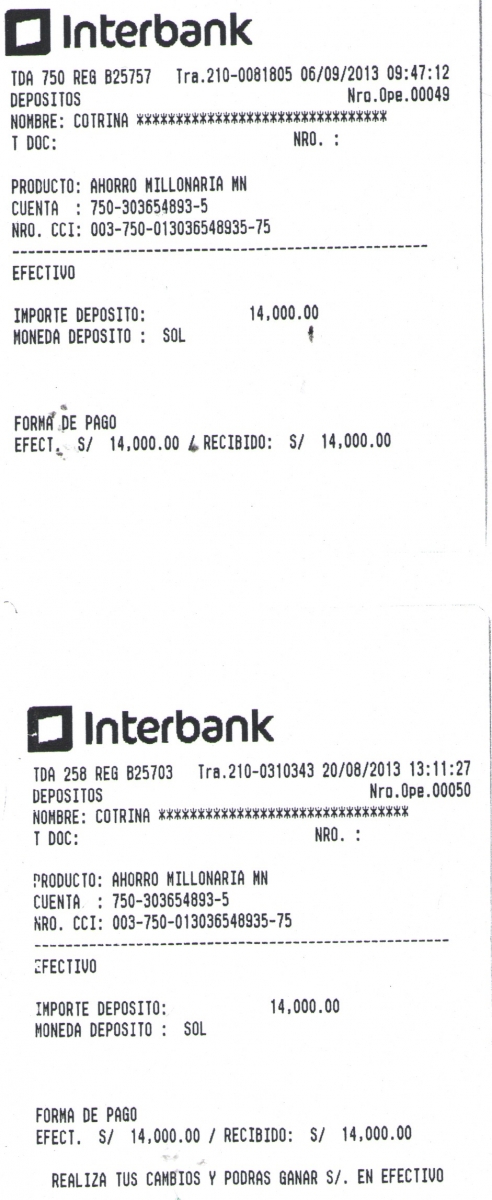 Interbank
TDA 750 REG B25757 Tra.210-0081805 06/09/2013 09:47:12
DEPOSITOS Nro.Ope.00049
NOMBRE: COTRINA ********************************
T DOC: NRO. :
PRODUCTO: AHORRO MILLONARIA MN
CUENTA : 750-303654893-5
NRO. CCI: 003-750-013036548935-75
-----------------------------------------------------
EFECTIVO
IMPORTE DEPOSITO: 14,000.00
MONEDA DEPOSITO : SOL
FORMA DE PAGO
EFECT. S/ 14,000.00 / RECIBIDO: S/ 14,000.00
Interbank
TDA 258 REG B25703 Tra.210-0310343 20/08/2013 13:11:27
DEPOSITOS Nro.Ope.00050
NOMBRE: COTRINA ********************************
T DOC: NRO. :
PRODUCTO: AHORRO MILLONARIA MN
CUENTA : 750-303654893-5
NRO. CCI: 003-750-013036548935-75
-----------------------------------------------------
EFECTIVO
IMPORTE DEPOSITO: 14,000.00
MONEDA DEPOSITO : SOL
FORMA DE PAGO
EFECT. S/ 14,000.00 / RECIBIDO: S/ 14,000.00
REALIZA TUS CAMBIOS Y PODRAS GANAR S/. EN EFECTIVO